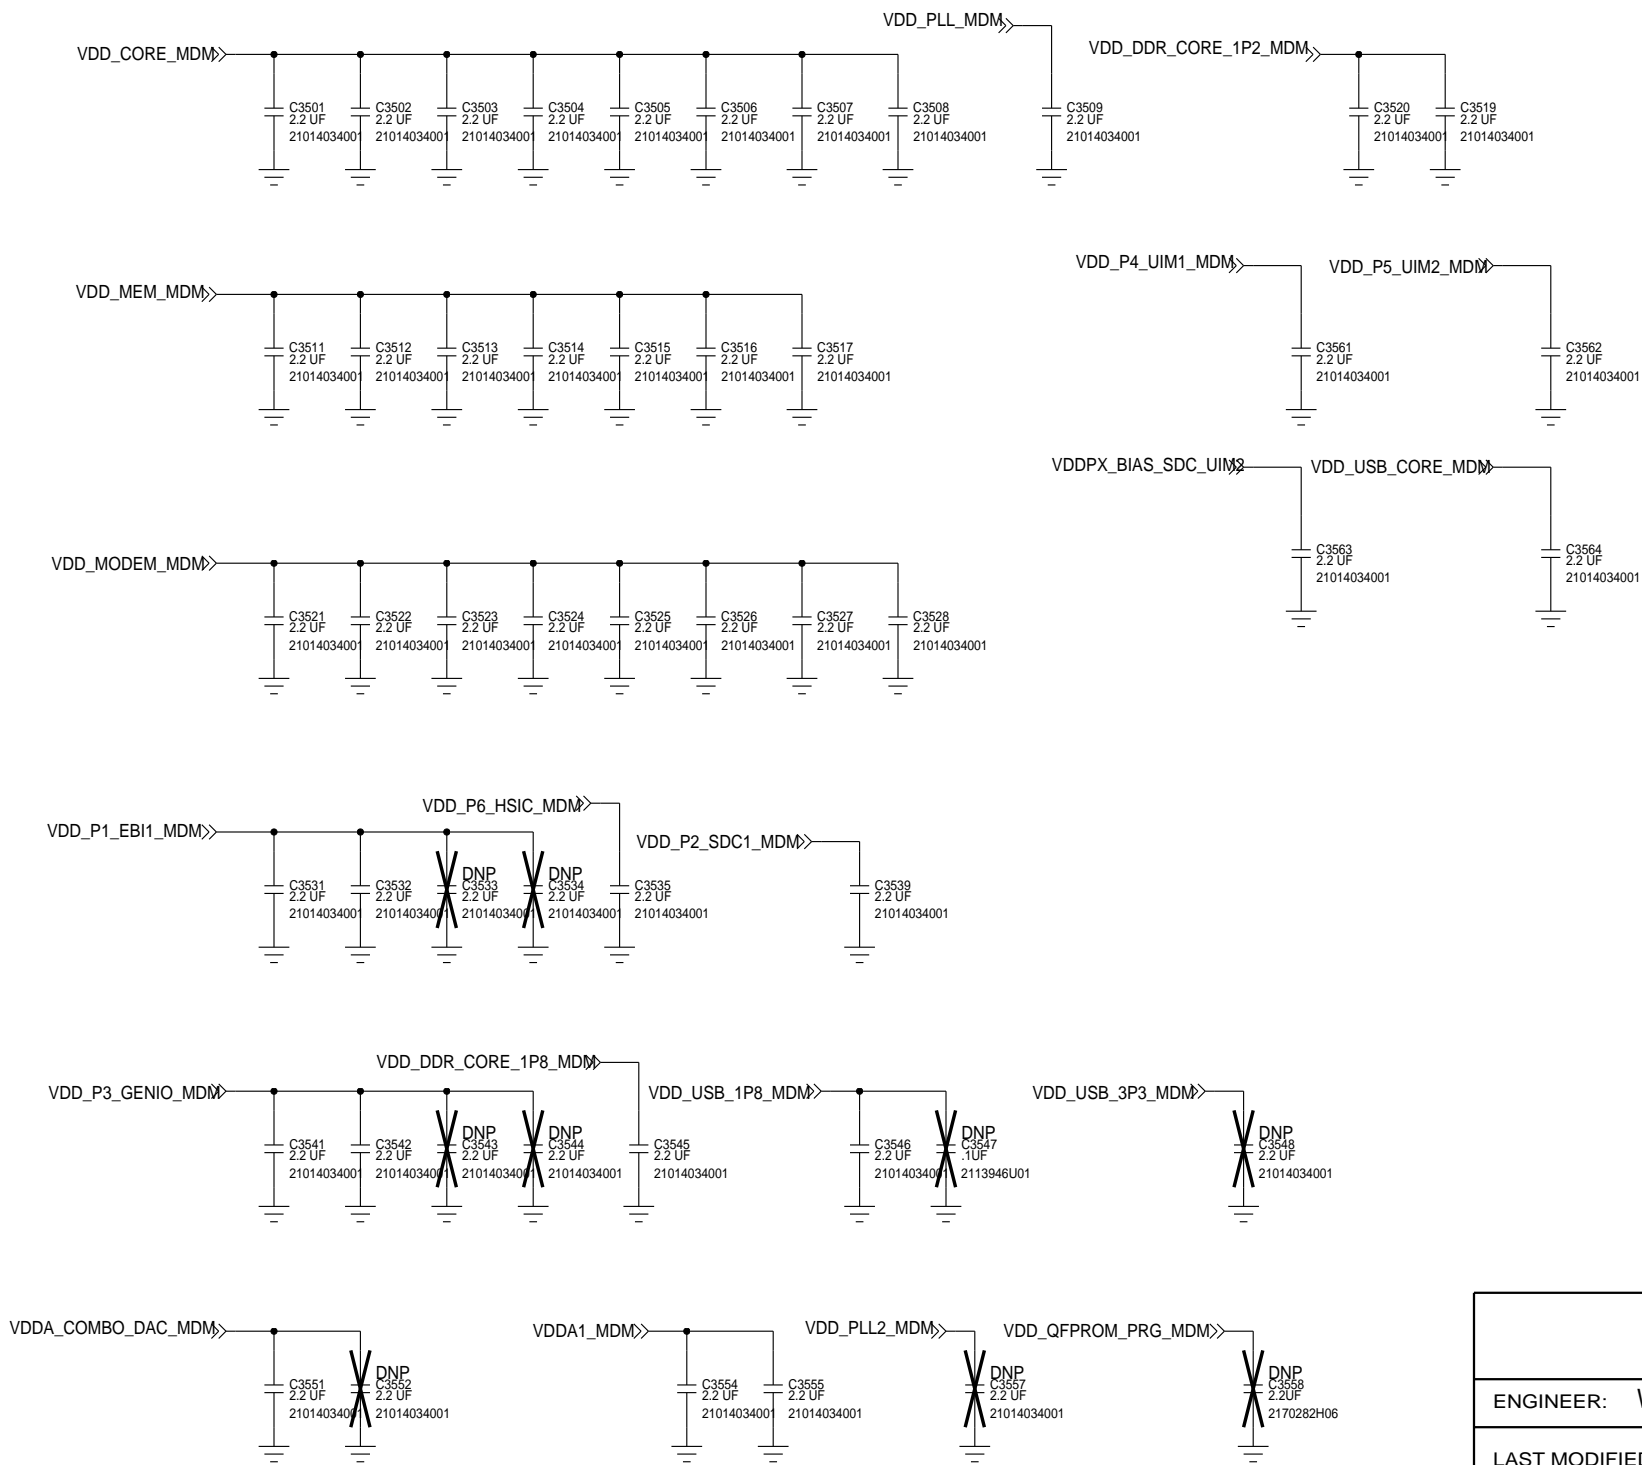 VDD_PLL_MDM
VDD_CORE_MDM
VDD_DDR_CORE_1P2_MDM
C3501
2.2 UF
21014034001
C3502
2.2 UF
21014034001
C3503
2.2 UF
21014034001
C3504
2.2 UF
21014034001
C3505
2.2 UF
21014034001
C3506
2.2 UF
21014034001
C3507
2.2 UF
21014034001
C3508
2.2 UF
21014034001
C3509
2.2 UF
21014034001
C3520
2.2 UF
21014034001
C3519
2.2 UF
21014034001
VDD_P4_UIM1_MDM
VDD_P5_UIM2_MDM
VDD_MEM_MDM
C3511
2.2 UF
21014034001
C3512
2.2 UF
21014034001
C3513
2.2 UF
21014034001
C3514
2.2 UF
21014034001
C3515
2.2 UF
21014034001
C3516
2.2 UF
21014034001
C3517
2.2 UF
21014034001
C3561
2.2 UF
21014034001
C3562
2.2 UF
21014034001
VDDPX_BIAS_SDC_UIM2
VDD_USB_CORE_MDM
C3563
2.2 UF
21014034001
C3564
2.2 UF
21014034001
VDD_MODEM_MDM
C3521
2.2 UF
21014034001
C3522
2.2 UF
21014034001
C3523
2.2 UF
21014034001
C3524
2.2 UF
21014034001
C3525
2.2 UF
21014034001
C3526
2.2 UF
21014034001
C3527
2.2 UF
21014034001
C3528
2.2 UF
21014034001
VDD_P6_HSIC_MDM
VDD_P1_EBI1_MDM
VDD_P2_SDC1_MDM
C3531
2.2 UF
21014034001
C3532
2.2 UF
21014034001
DNP
C3533
2.2 UF
21014034001
DNP
C3534
2.2 UF
21014034001
C3535
2.2 UF
21014034001
C3539
2.2 UF
21014034001
VDD_DDR_CORE_1P8_MDM
VDD_P3_GENIO_MDM
VDD_USB_1P8_MDM
VDD_USB_3P3_MDM
C3541
2.2 UF
21014034001
C3542
2.2 UF
21014034001
DNP
C3543
2.2 UF
21014034001
DNP
C3544
2.2 UF
21014034001
C3545
2.2 UF
21014034001
C3546
2.2 UF
21014034001
DNP
C3547
.1UF
2113946U01
DNP
C3548
2.2 UF
21014034001
VDDA_COMBO_DAC_MDM
VDDA1_MDM
VDD_PLL2_MDM
VDD_QFPROM_PRG_MDM
C3551
2.2 UF
21014034001
DNP
C3552
2.2 UF
21014034001
C3554
2.2 UF
21014034001
C3555
2.2 UF
21014034001
DNP
C3557
2.2 UF
21014034001
DNP
C3558
2.2UF
2170282H06
ENGINEER:
LAST MODIFIED